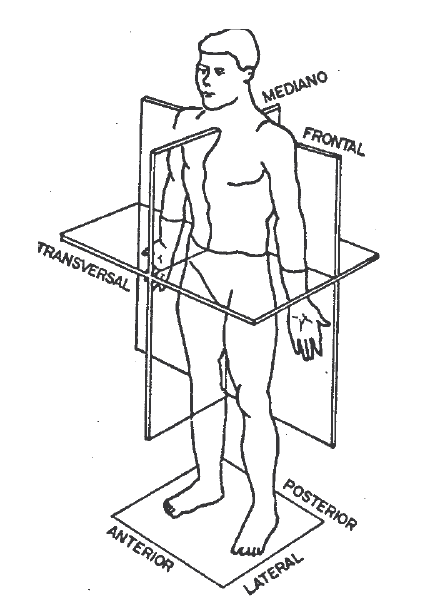 MEDIANO
FRONTAL
TRANSVERSAL
POSTERIOR
ANTERIOR
LATERAL